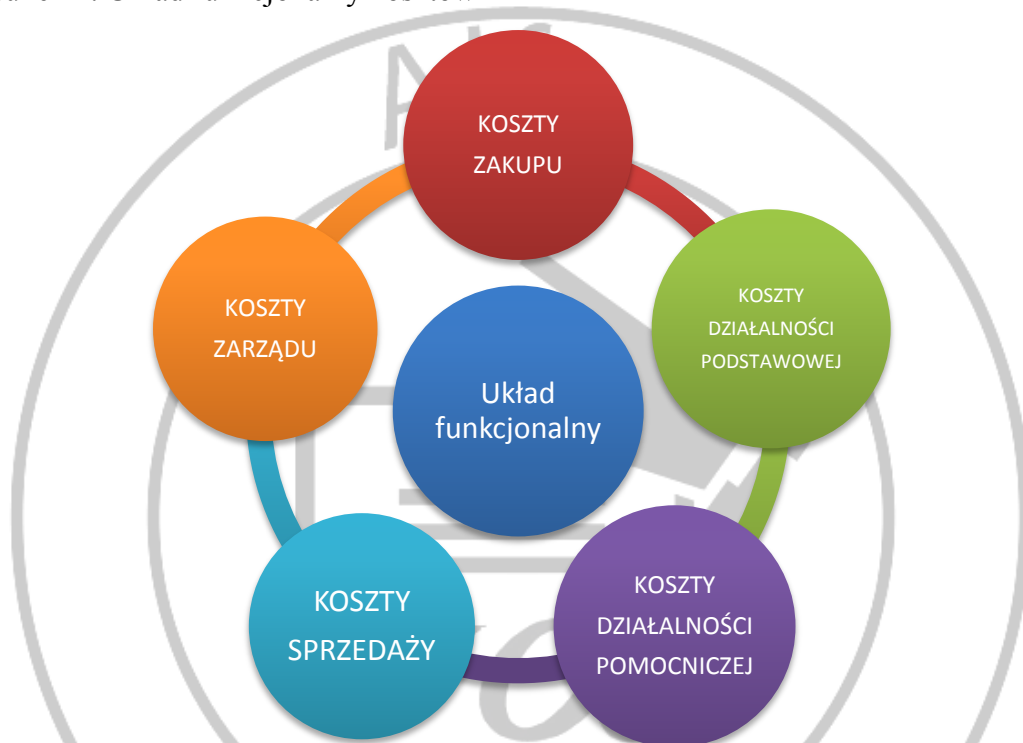 KOSZTY
ZAKUPU
KOSZTY
DZIAŁALNOŚCI
PODSTAWOWEJ
KOSZTY
DZIAŁALNOŚCI
POMOCNICZEJ
KOSZTY
SPRZEDAŻY
KOSZTY
ZARZĄDU
Układ
funkcjonalny